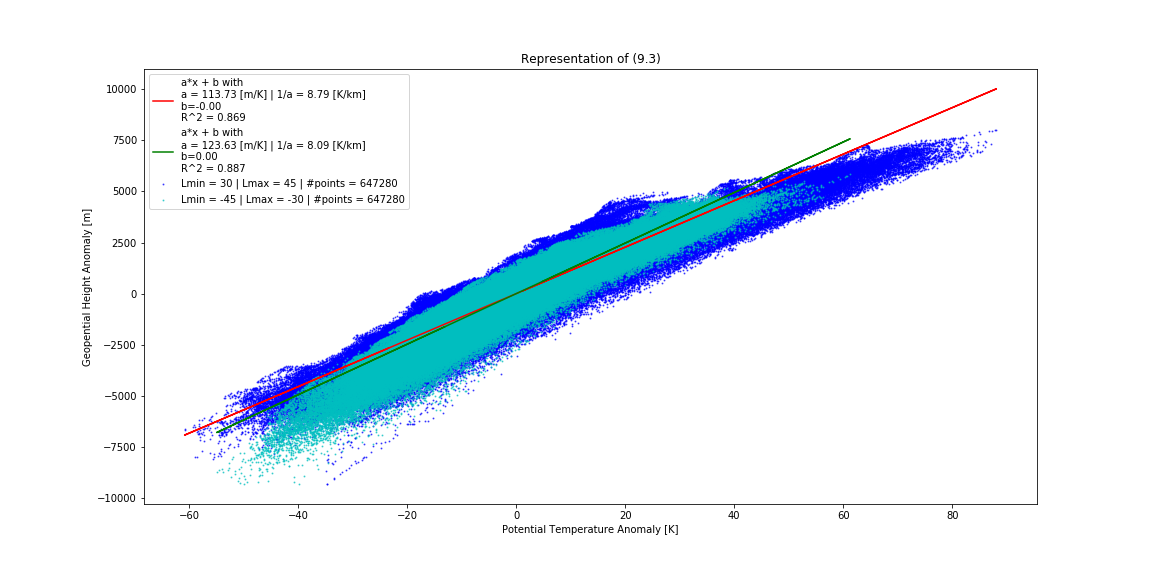 Representation of (9.3)
a*x + b with
a = 113.73 [m/K] | 1/a = 8.79 [K/km]
b=-0.00
R^2 = 0.869
a*x + b with
a = 123.63 [m/K] | 1/a = 8.09 [K/km]
b=0.00
R^2 = 0.887
Lmin = 30 | Lmax = 45 | #points = 647280
Lmin = -45 | Lmax = -30 | #points = 647280
10000
7500
5000
2500
0
−2500
−5000
−7500
−10000
Geopential Height Anomaly [m]
−60
−40
−20
0
20
40
60
80
Potential Temperature Anomaly [K]